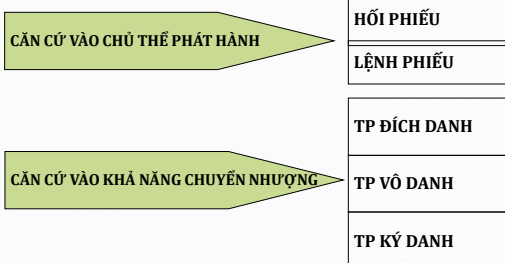 CĂN CỨ VÀO CHỦ THỂ PHÁT HÀNH
HỐI PHIẾU
LỆNH PHIẾU
CĂN CỨ VÀO KHẢ NĂNG CHUYỂN NHƯỢNG
TP ĐÍCH DANH
TP VÔ DANH
TP KÝ DANH